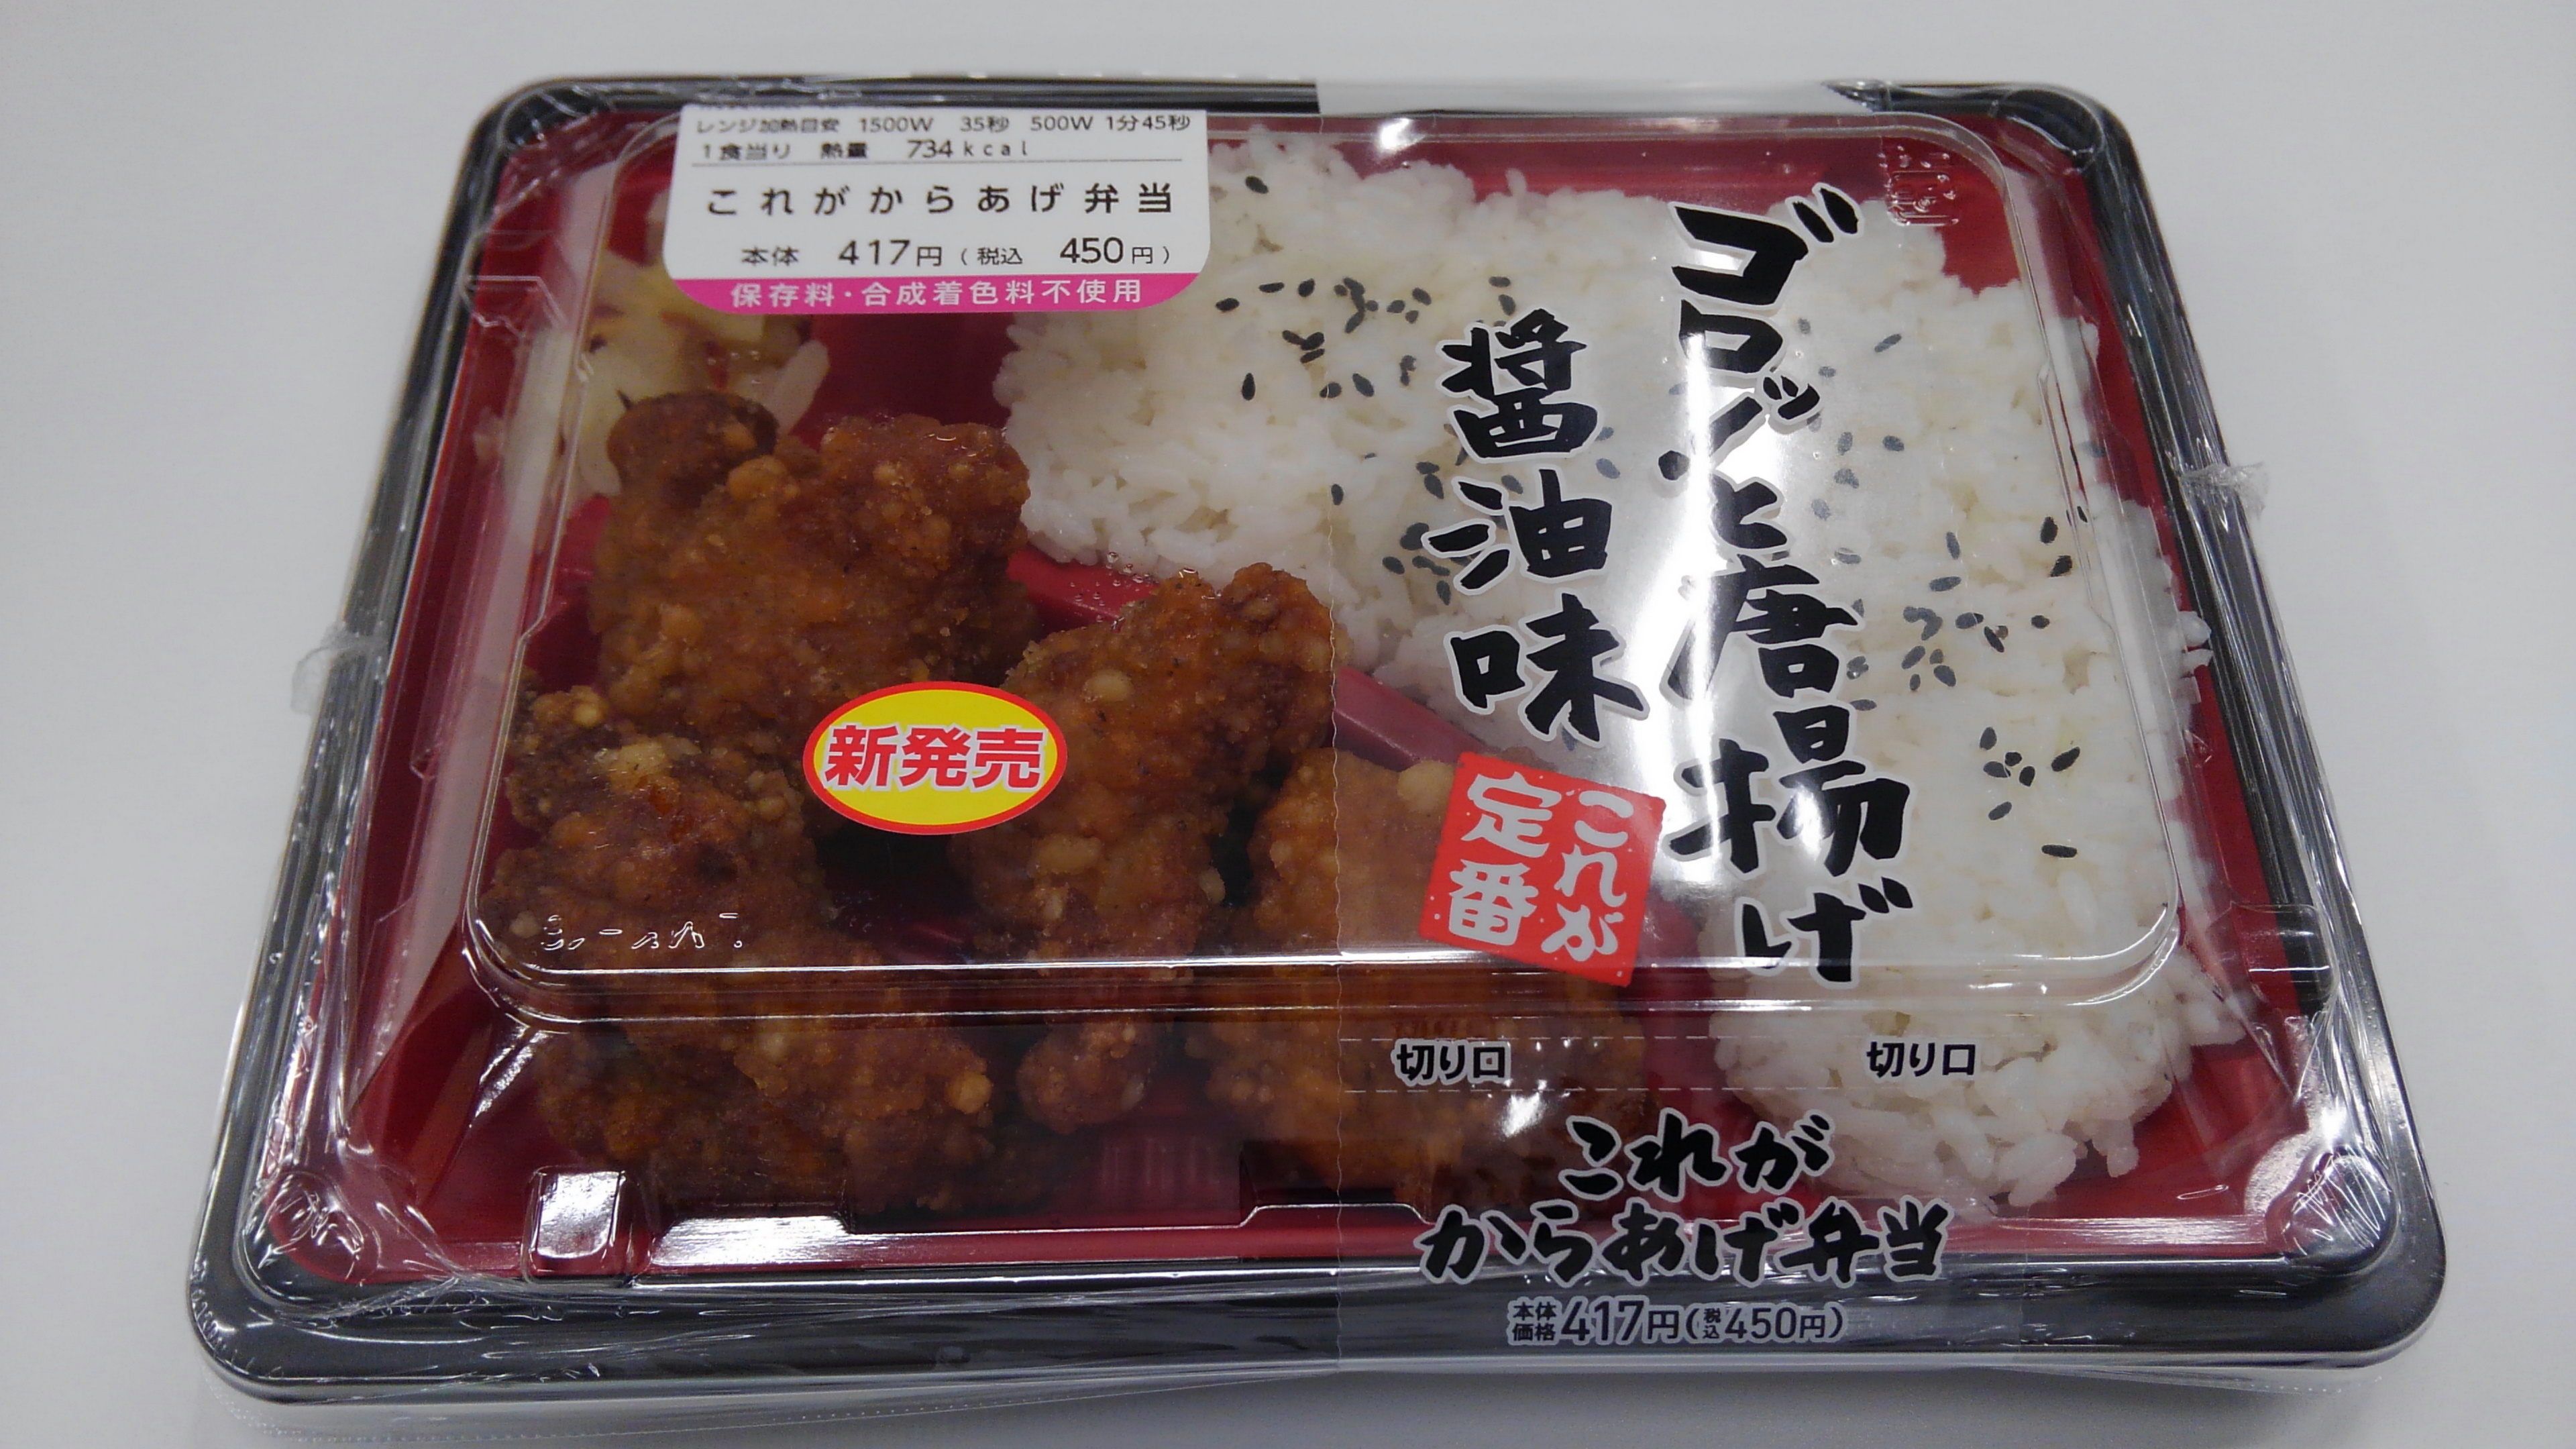 レンジ加熱目安 1500W 35秒 500W 1分45秒
1食当り 熱量 734kcal
これがからあげ弁当
本体 417円(税込 450円)
保存料・合成着色料不使用
ゴロッと唐揚げ
醤油味
これが
定番
新発売
切り口
切り口
これが
からあげ弁当
本体価格417円(税込450円)